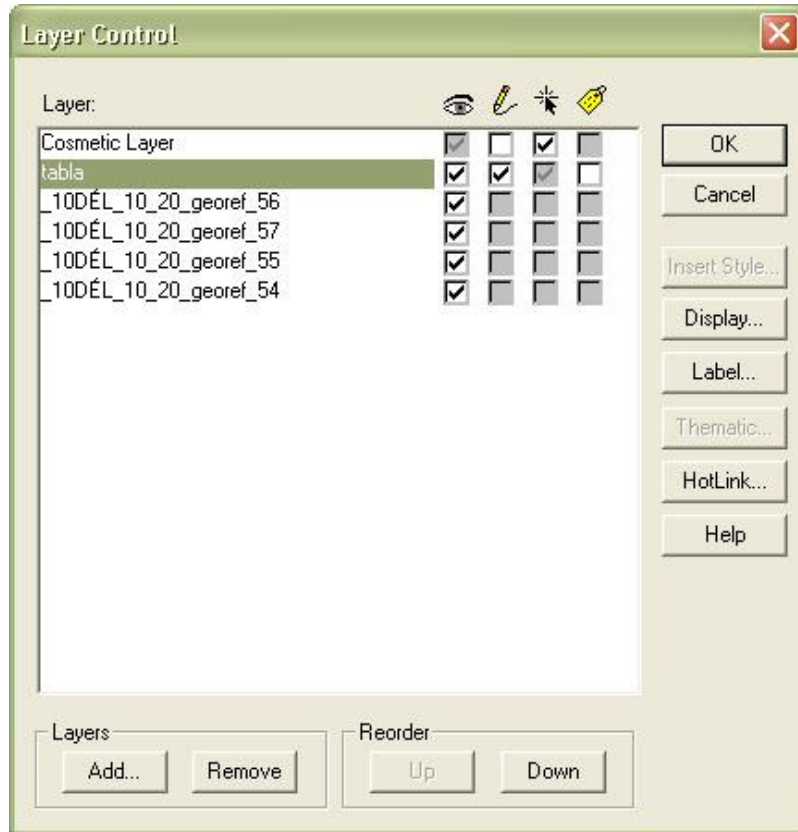 Layer Control
Layer:
Cosmetic Layer
tabla
_10DÉL_10_20_georef_56
_10DÉL_10_20_georef_57
_10DÉL_10_20_georef_55
_10DÉL_10_20_georef_54
OK
Cancel
Insert Style...
Display...
Label...
Thematic...
HotLink...
Help
Layers
Add...
Remove
Reorder
Up
Down